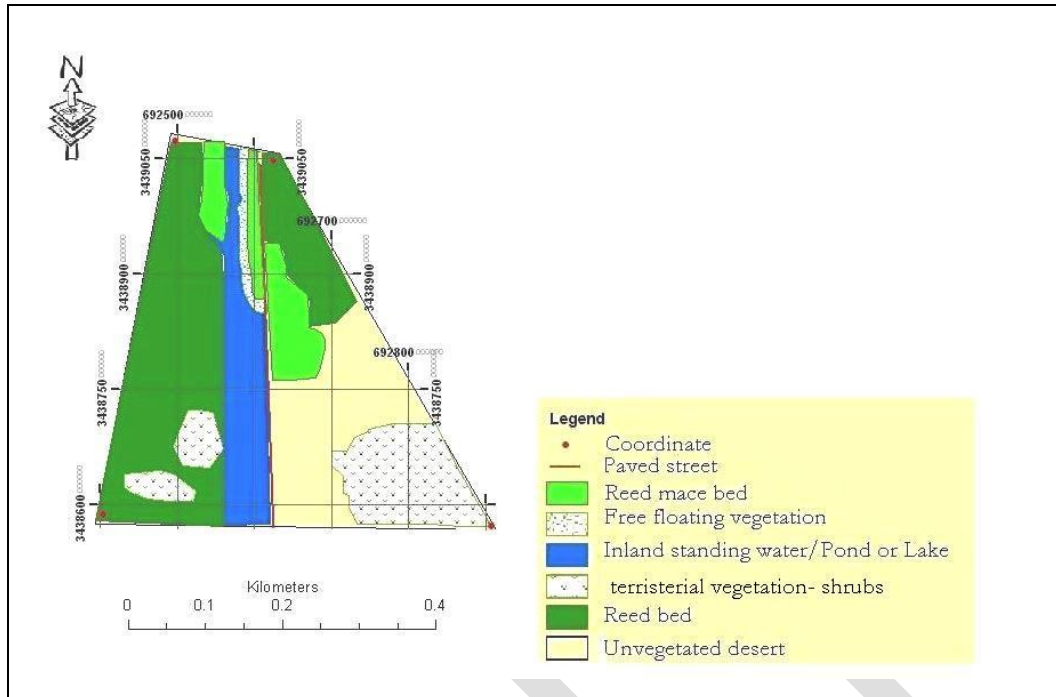 N
692500
3439050
3439050
692700
3438900
3438900
692800
3438750
3438750
3438600
Kilometers
0 0.1 0.2 0.4
Legend
Coordinate
Paved street
Reed mace bed
Free floating vegetation
Inland standing water/Pond or Lake
terristerial vegetation- shrubs
Reed bed
Unvegetated desert